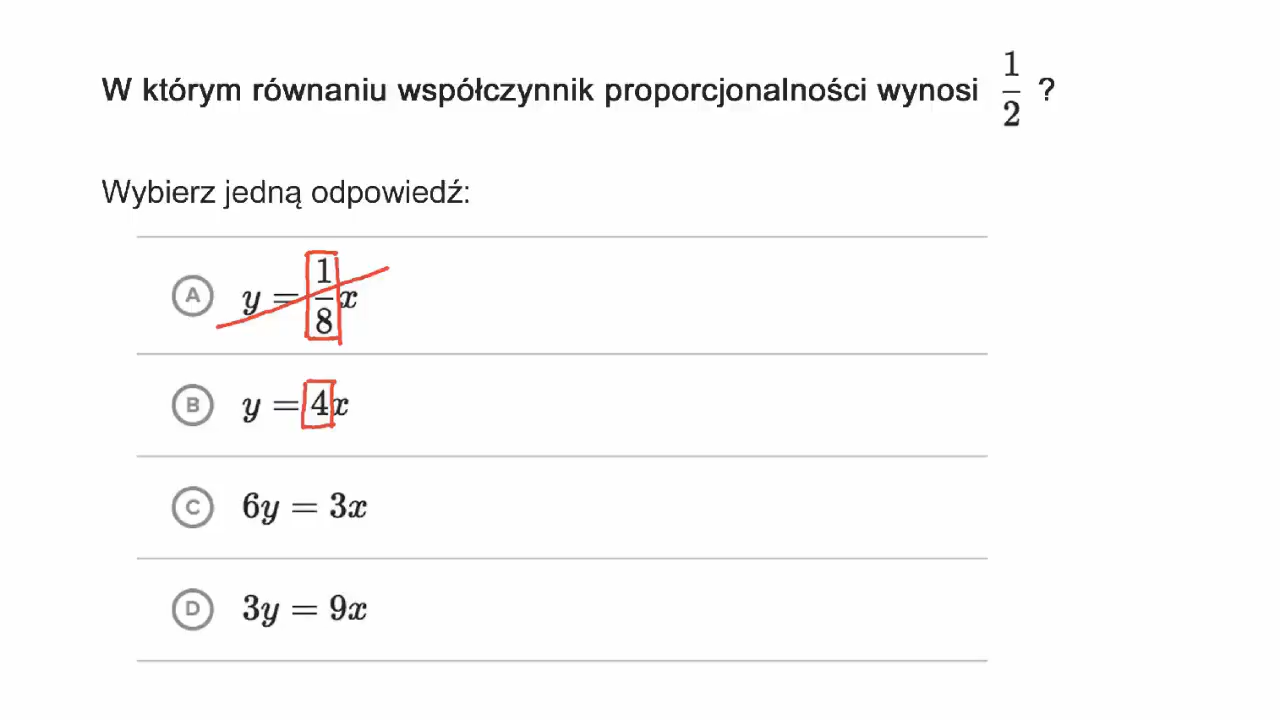 W którym równaniu współczynnik proporcjonalności wynosi 1/2 ?
Wybierz jedną odpowiedź:
A y = 1/8 x
B y = 4x
C 6y = 3x
D 3y = 9x